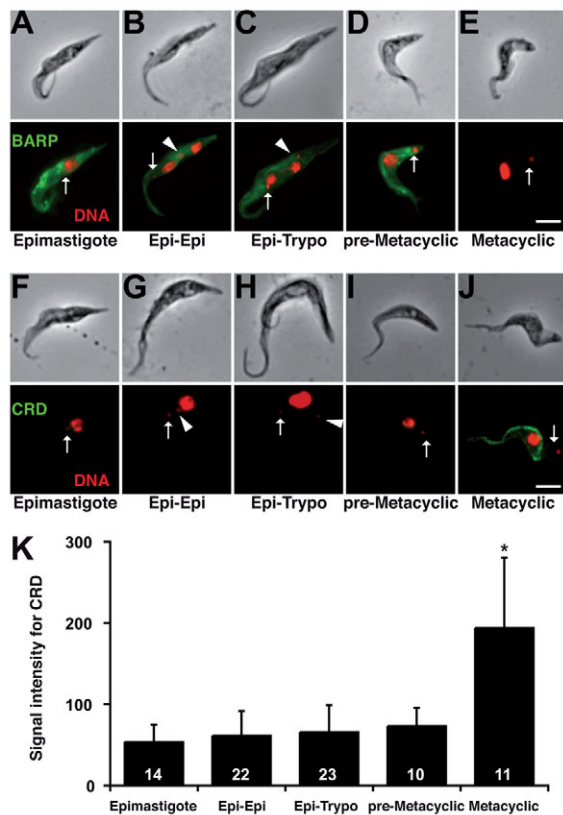 A B C D E
BARP
DNA
Epimastigote Epi-Epi Epi-Trypo pre-Metacyclic Metacyclic
F G H I J
CRD
DNA
Epimastigote Epi-Epi Epi-Trypo pre-Metacyclic Metacyclic
K
Signal intensity for CRD
300
200
100
0
*
14 22 23 10 11
Epimastigote Epi-Epi Epi-Trypo pre-Metacyclic Metacyclic